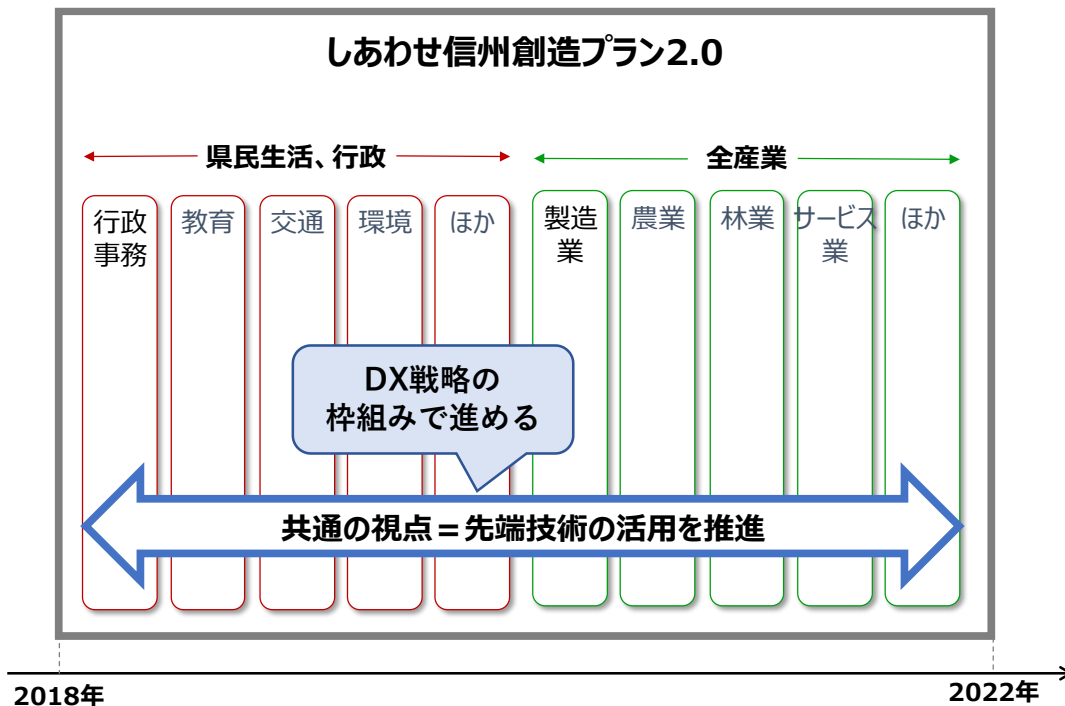 しあわせ信州創造プラン2.0
県民生活、行政
全産業
行政
事務
教育
交通
環境
ほか
製造
業
農業
林業
サービス
業
ほか
DX戦略の
枠組みで進める
共通の視点＝先端技術の活用を推進
2018年
2022年